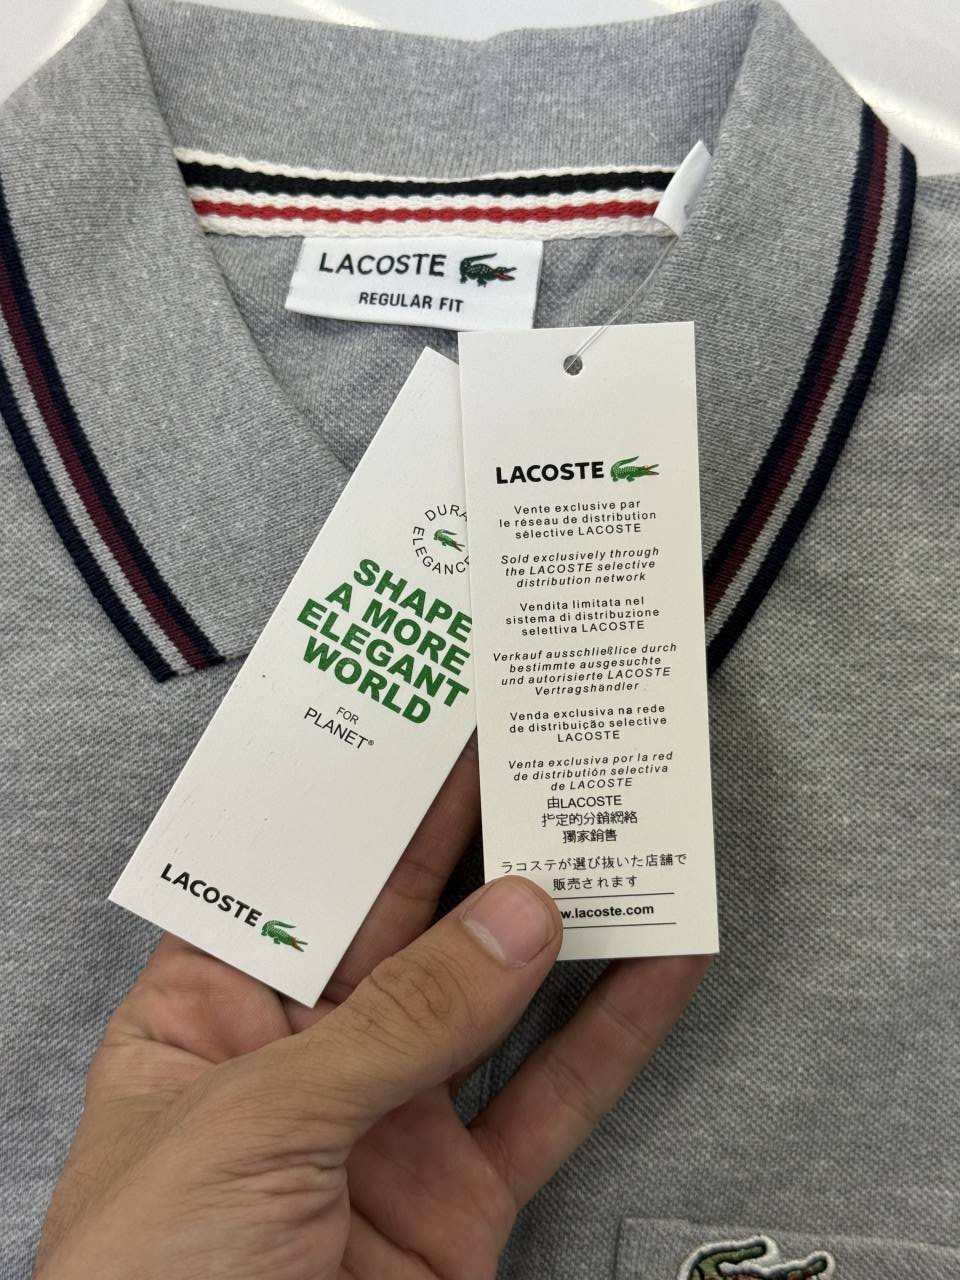 LACOSTE
REGULAR FIT
DURA
ELEGANCE
SHAPE
A MORE
ELEGANT
WORLD
FOR
PLANET®
LACOSTE
LACOSTE
Vente exclusive par
le réseau de distribution
sélective LACOSTE
Sold exclusively through
the LACOSTE selective
distribution network
Vendita limitata nel
sistema di distribuzione
selettiva LACOSTE
Verkauf ausschließlice durch
bestimmte ausgesuchte
und autorisierte LACOSTE
Vertragshändler
Venda exclusiva na rede
de distribuição selective
LACOSTE
Venta exclusiva por la red
de distributión selectiva
de LACOSTE
由LACOSTE
指定的分銷網絡
獨家銷售
ラコステが選び抜いた店舗で
販売されます
w.lacoste.com